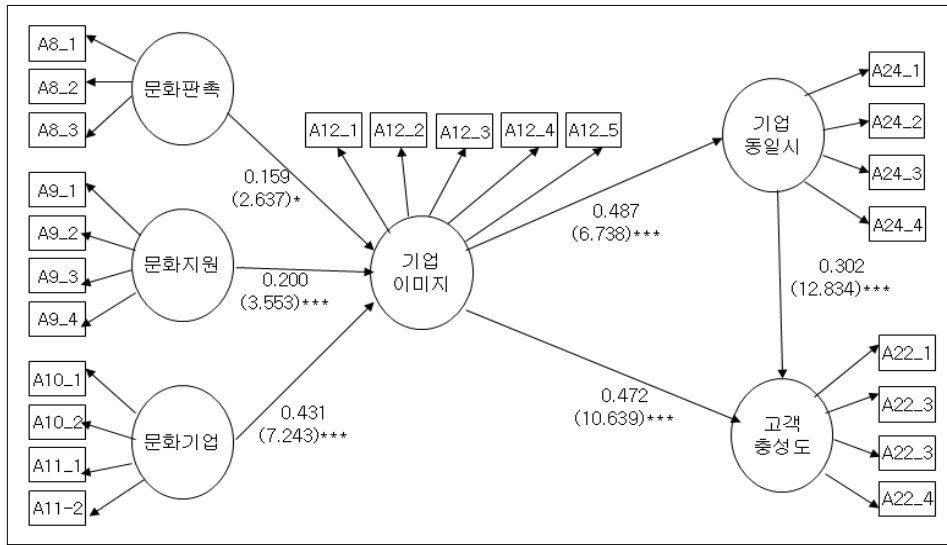 A8_1
A8_2
A8_3
문화판촉
A9_1
A9_2
A9_3
A9_4
문화지원
A10_1
A10_2
A11_1
A11-2
문화기업
0.159
(2.637)*
0.200
(3.553)***
0.431
(7.243)***
A12_1
A12_2
A12_3
A12_4
A12_5
기업
이미지
0.487
(6.738)***
0.472
(10.639)***
기업
동일시
A24_1
A24_2
A24_3
A24_4
0.302
(12.834)***
고객
충성도
A22_1
A22_3
A22_3
A22_4